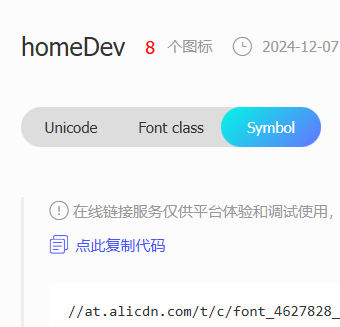 homeDev 8 个图标 2024-12-07
Unicode Font class Symbol
在线链接服务仅供平台体验和调试使用，
点此复制代码
//at.alicdn.com/t/c/font_4627828_